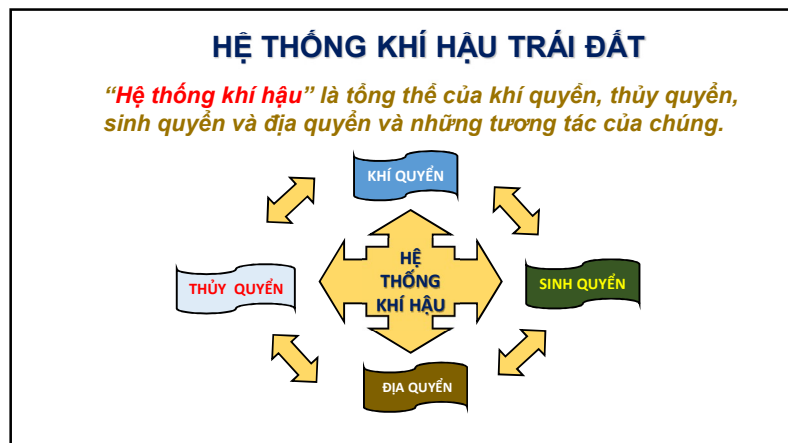 HỆ THỐNG KHÍ HẬU TRÁI ĐẤT
“Hệ thống khí hậu” là tổng thể của khí quyển, thủy quyển,
sinh quyển và địa quyển và những tương tác của chúng.
KHÍ QUYỂN
THỦY QUYỂN
HỆ
THỐNG
KHÍ HẬU
SINH QUYỂN
ĐỊA QUYỂN